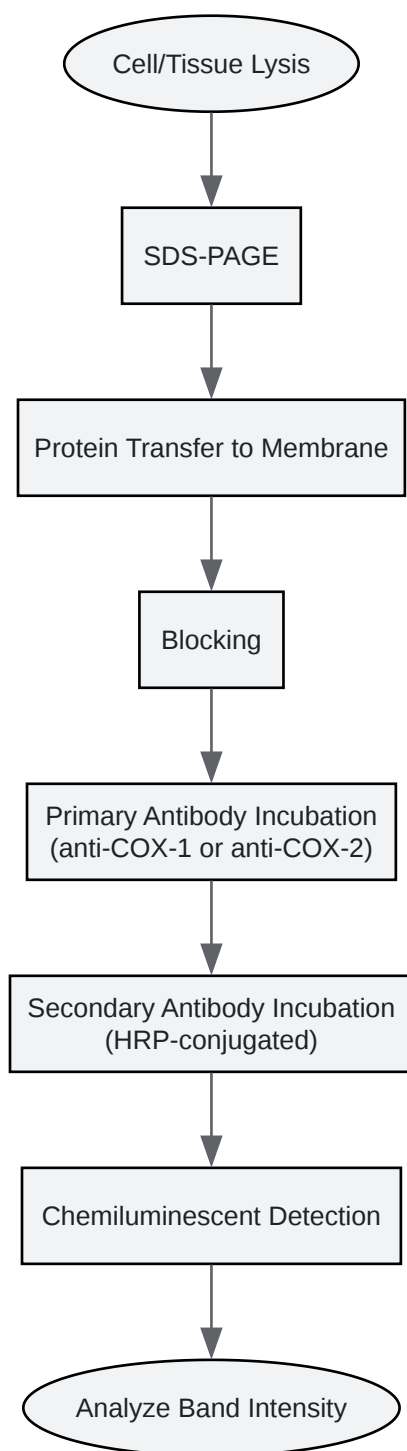 Cell/Tissue Lysis
SDS-PAGE
Protein Transfer to Membrane
Blocking
Primary Antibody Incubation
(anti-COX-1 or anti-COX-2)
Secondary Antibody Incubation
(HRP-conjugated)
Chemiluminescent Detection
Analyze Band Intensity